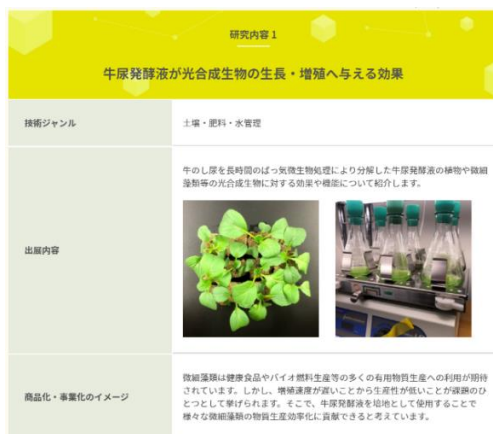 研究内容 1
牛尿発酵液が光合成生物の生長・増殖へ与える効果
技術ジャンル
土壌・肥料・水管理
出展内容
牛のし尿を長時間のばっ気微生物処理により分解した牛尿発酵液の植物や微細
藻類等の光合成生物に対する効果や機能について紹介します。
商品化・事業化のイメージ
微細藻類は健康食品やバイオ燃料生産等の多くの有用物質生産への利用が期待
されています。しかし、増殖速度が遅いことから生産性が低いことが課題のひ
とつとして挙げられます。そこで、牛尿発酵液を培地として使用することで
様々な微細藻類の物質生産効率化に貢献できると考えています。